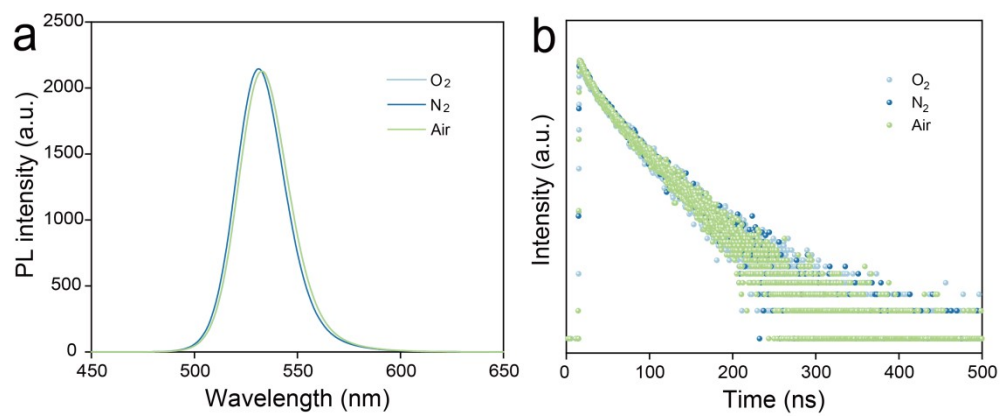 a
2500
2000
1500
1000
500
0
PL intensity (a.u.)
O₂
N₂
Air
450 500 550 600 650
Wavelength (nm)
b
Intensity (a.u.)
O₂
N₂
Air
0 100 200 300 400 500
Time (ns)